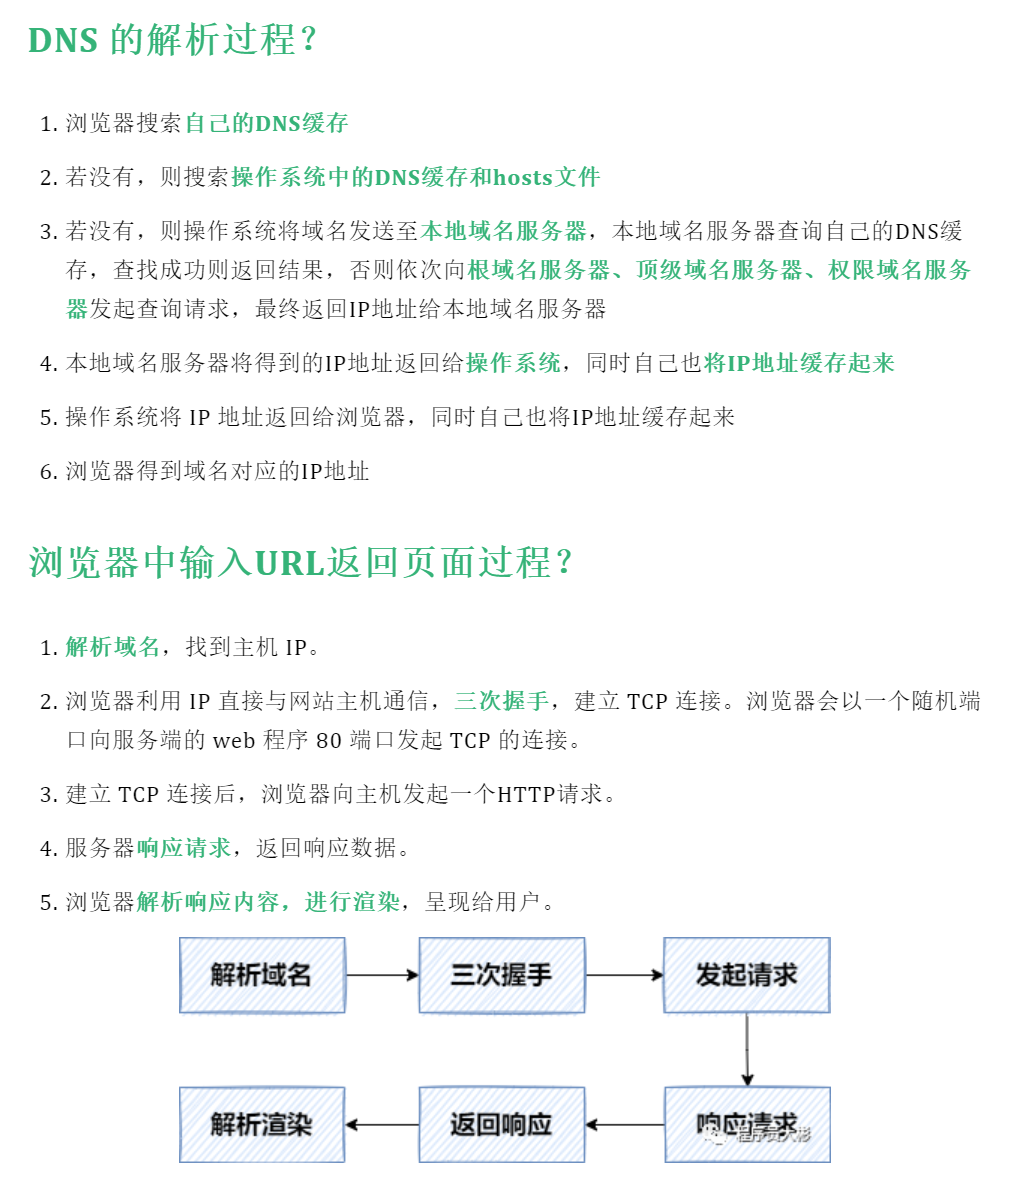 DNS 的解析过程？
1. 浏览器搜索自己的DNS缓存
2. 若没有，则搜索操作系统中的DNS缓存和hosts文件
3. 若没有，则操作系统将域名发送至本地域名服务器，本地域名服务器查询自己的DNS缓
存，查找成功则返回结果，否则依次向根域名服务器、顶级域名服务器、权限域名服务
器发起查询请求，最终返回IP地址给本地域名服务器
4. 本地域名服务器将得到的IP地址返回给操作系统，同时自己也将IP地址缓存起来
5. 操作系统将 IP 地址返回给浏览器，同时自己也将IP地址缓存起来
6. 浏览器得到域名对应的IP地址
浏览器中输入URL返回页面过程？
1. 解析域名，找到主机 IP。
2. 浏览器利用 IP 直接与网站主机通信，三次握手，建立 TCP 连接。浏览器会以一个随机端
口向服务端的 web 程序 80 端口发起 TCP 的连接。
3. 建立 TCP 连接后，浏览器向主机发起一个HTTP请求。
4. 服务器响应请求，返回响应数据。
5. 浏览器解析响应内容，进行渲染，呈现给用户。
解析域名
三次握手
发起请求
解析渲染
返回响应
响应请求
程序员大彬